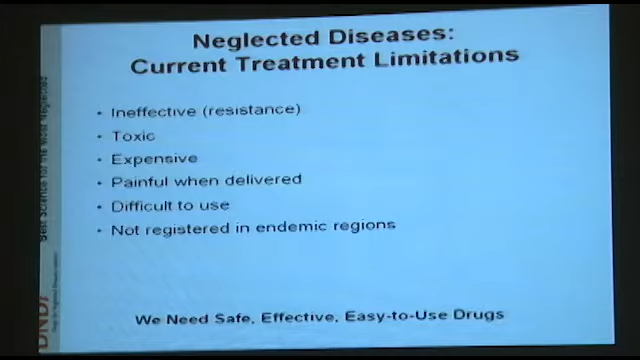 Neglected Diseases:
Current Treatment Limitations
• Ineffective (resistance)
• Toxic
• Expensive
• Painful when delivered
• Difficult to use
• Not registered in endemic regions
We Need Safe, Effective, Easy-to-Use Drugs
Best Science for the Most Neglected
DNDi